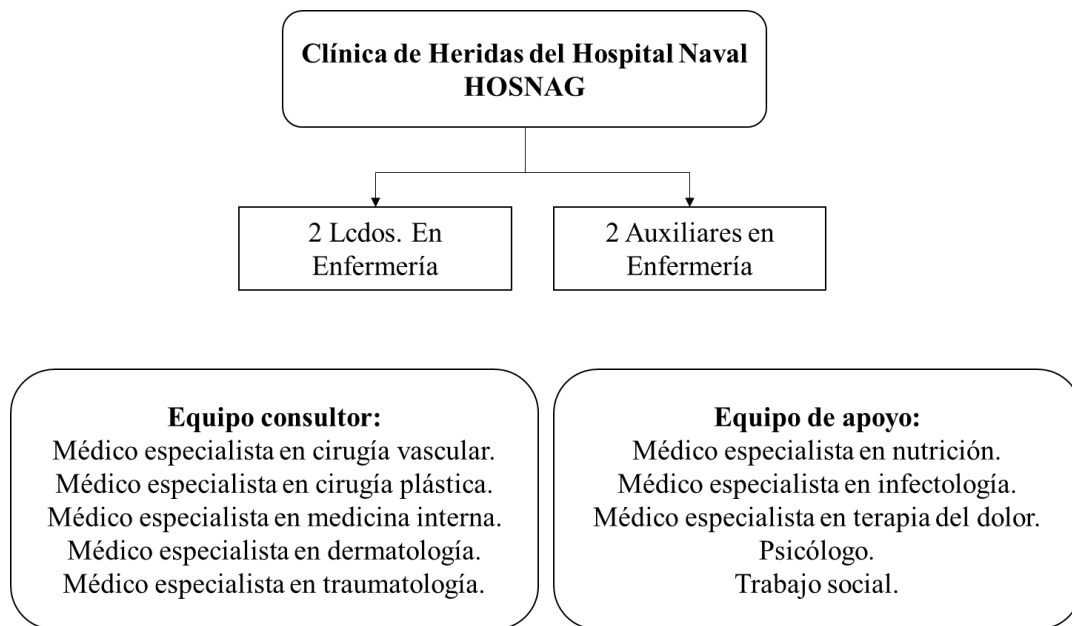 Clínica de Heridas del Hospital Naval
HOSNAG
2 Lcdos. En
Enfermería
2 Auxiliares en
Enfermería
Equipo consultor:
Médico especialista en cirugía vascular.
Médico especialista en cirugía plástica.
Médico especialista en medicina interna.
Médico especialista en dermatología.
Médico especialista en traumatología.
Equipo de apoyo:
Médico especialista en nutrición.
Médico especialista en infectología.
Médico especialista en terapia del dolor.
Psicólogo.
Trabajo social.